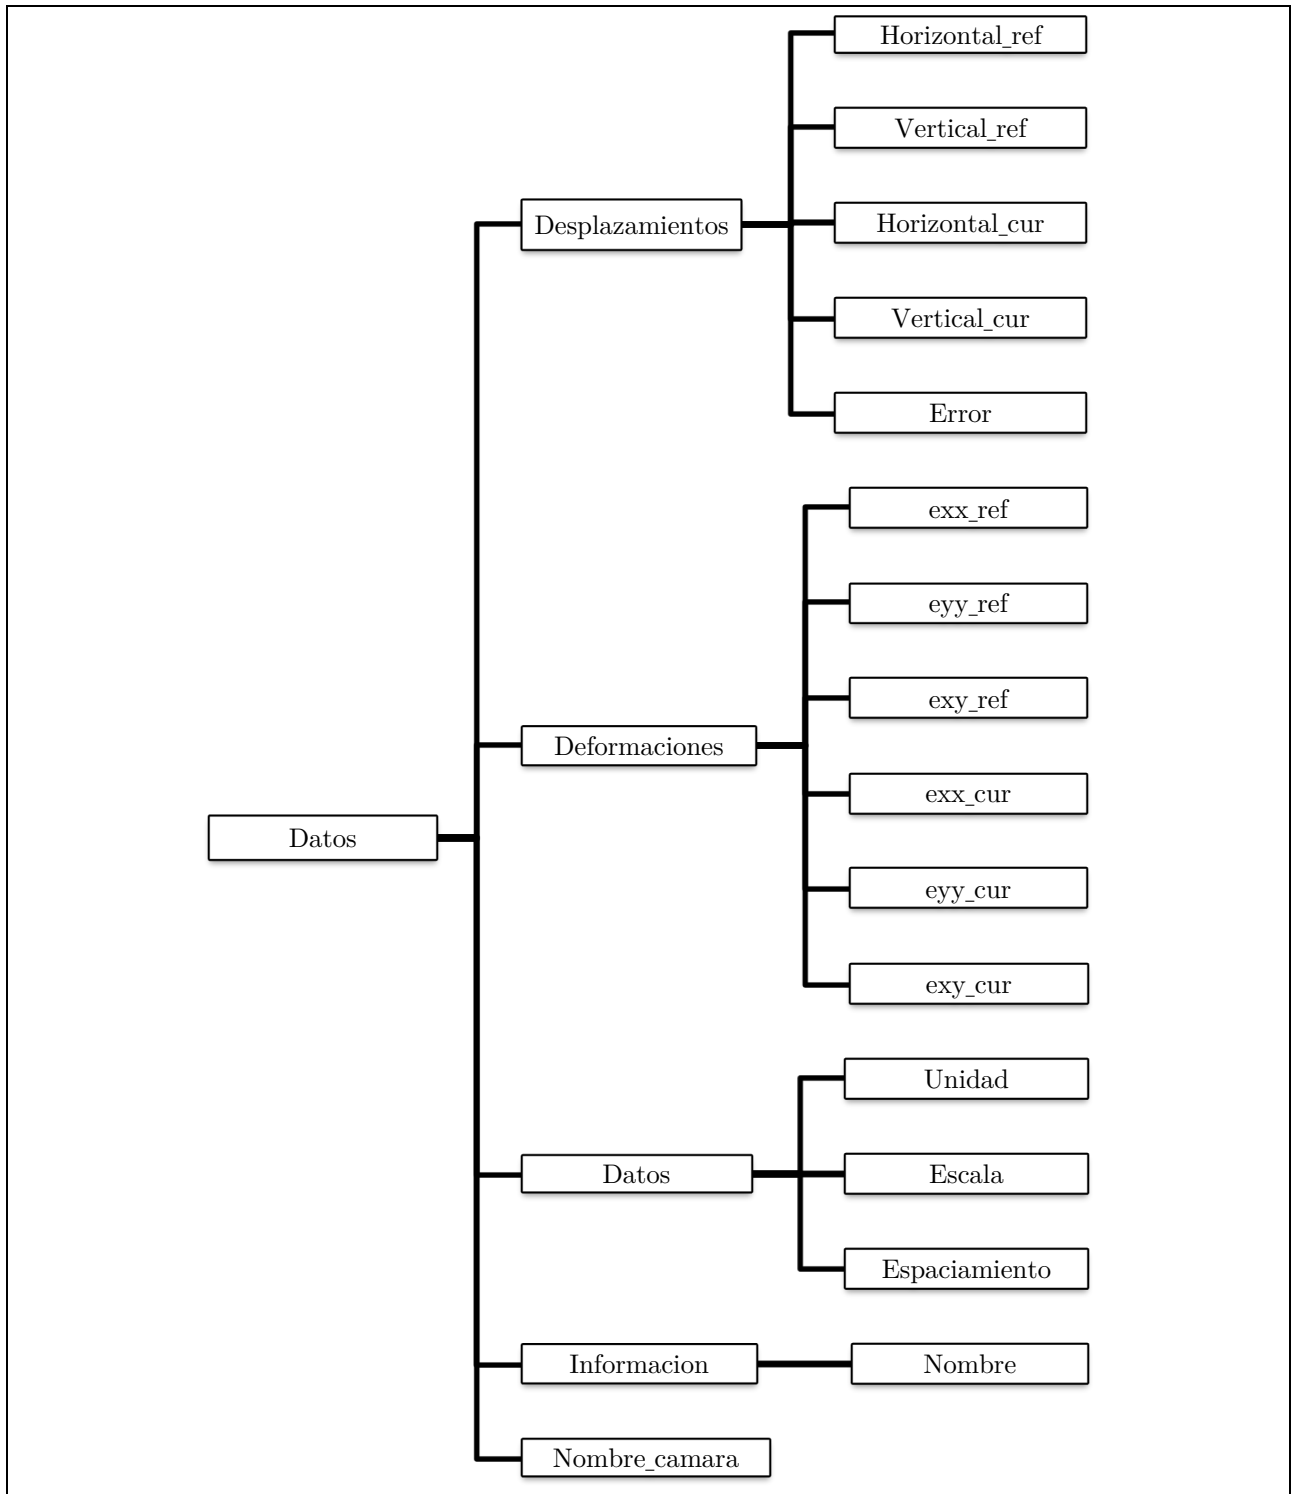 Horizontal_ref
Vertical_ref
Desplazamientos
Horizontal_cur
Vertical_cur
Error
exx_ref
eyy_ref
exy_ref
Deformaciones
exx_cur
Datos
eyy_cur
exy_cur
Unidad
Datos
Escala
Espaciamiento
Informacion
Nombre
Nombre_camara